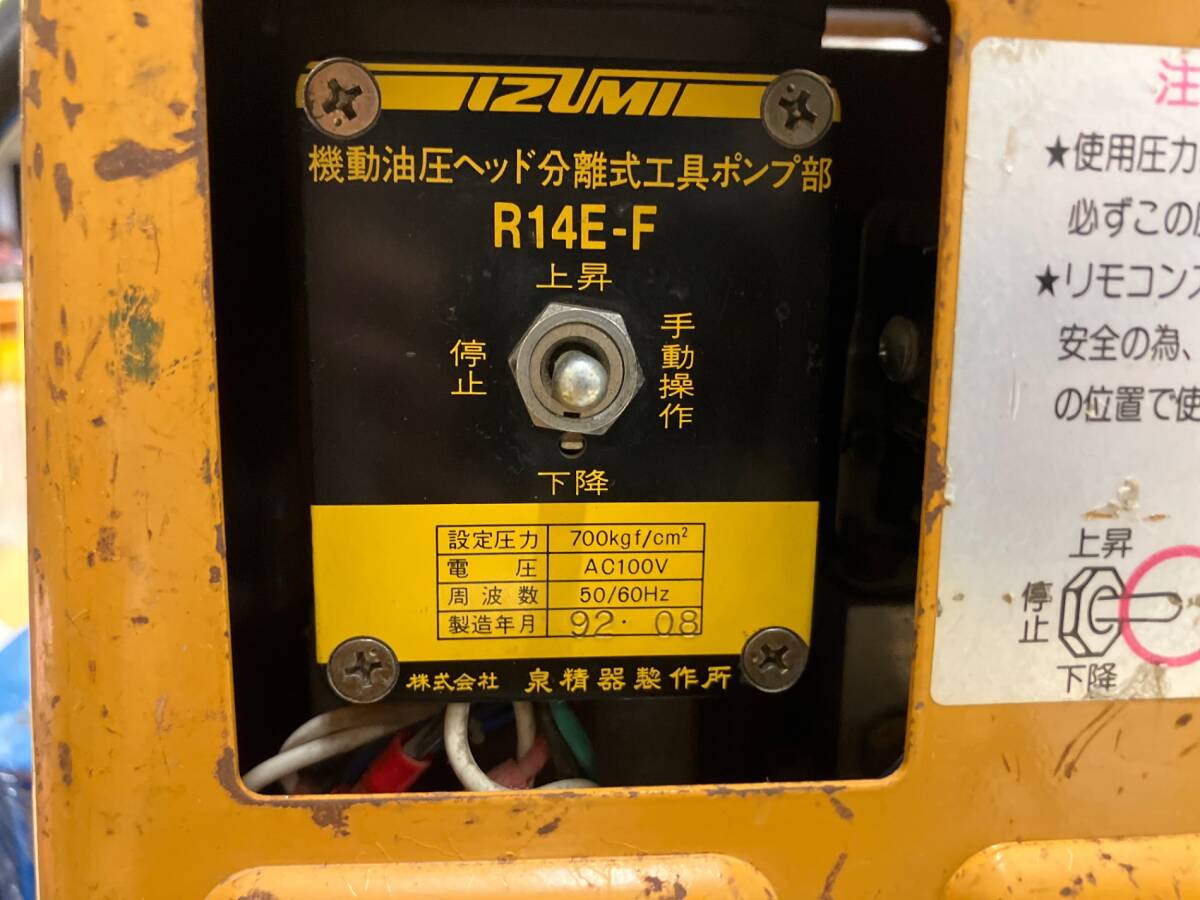 IZUMI
機動油圧ヘッド分離式工具ポンプ部
R14E-F
上昇
停止
手動操作
下降
設定圧力 700kgf/cm²
電 圧 AC100V
周波数 50/60Hz
製造年月 92. 08
株式会社 泉精器製作所
注
★使用圧力
必ずこの
★リモコン
安全の為、
の位置で使
上昇
停止
下降